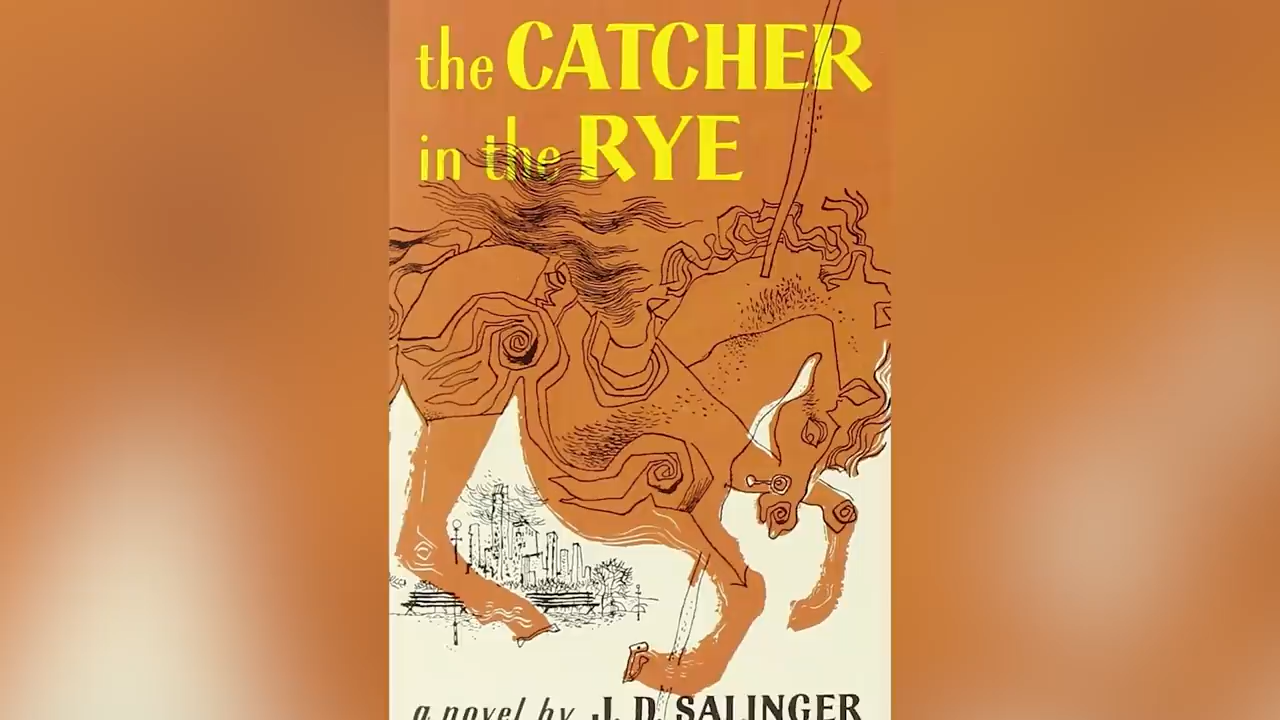 the CATCHER
in the RYE
a novel by J. D. SALINGER